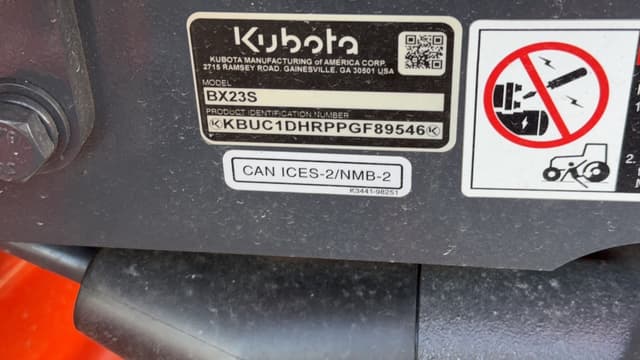 Kubota
KUBOTA MANUFACTURING of AMERICA CORP.
2715 RAMSEY ROAD, GAINESVILLE, GA 30501 USA
MODEL
BX23S
PRODUCT IDENTIFICATION NUMBER
KBUC1DHRPPGF89546
CAN ICES-2/NMB-2
K3441-98251
2.